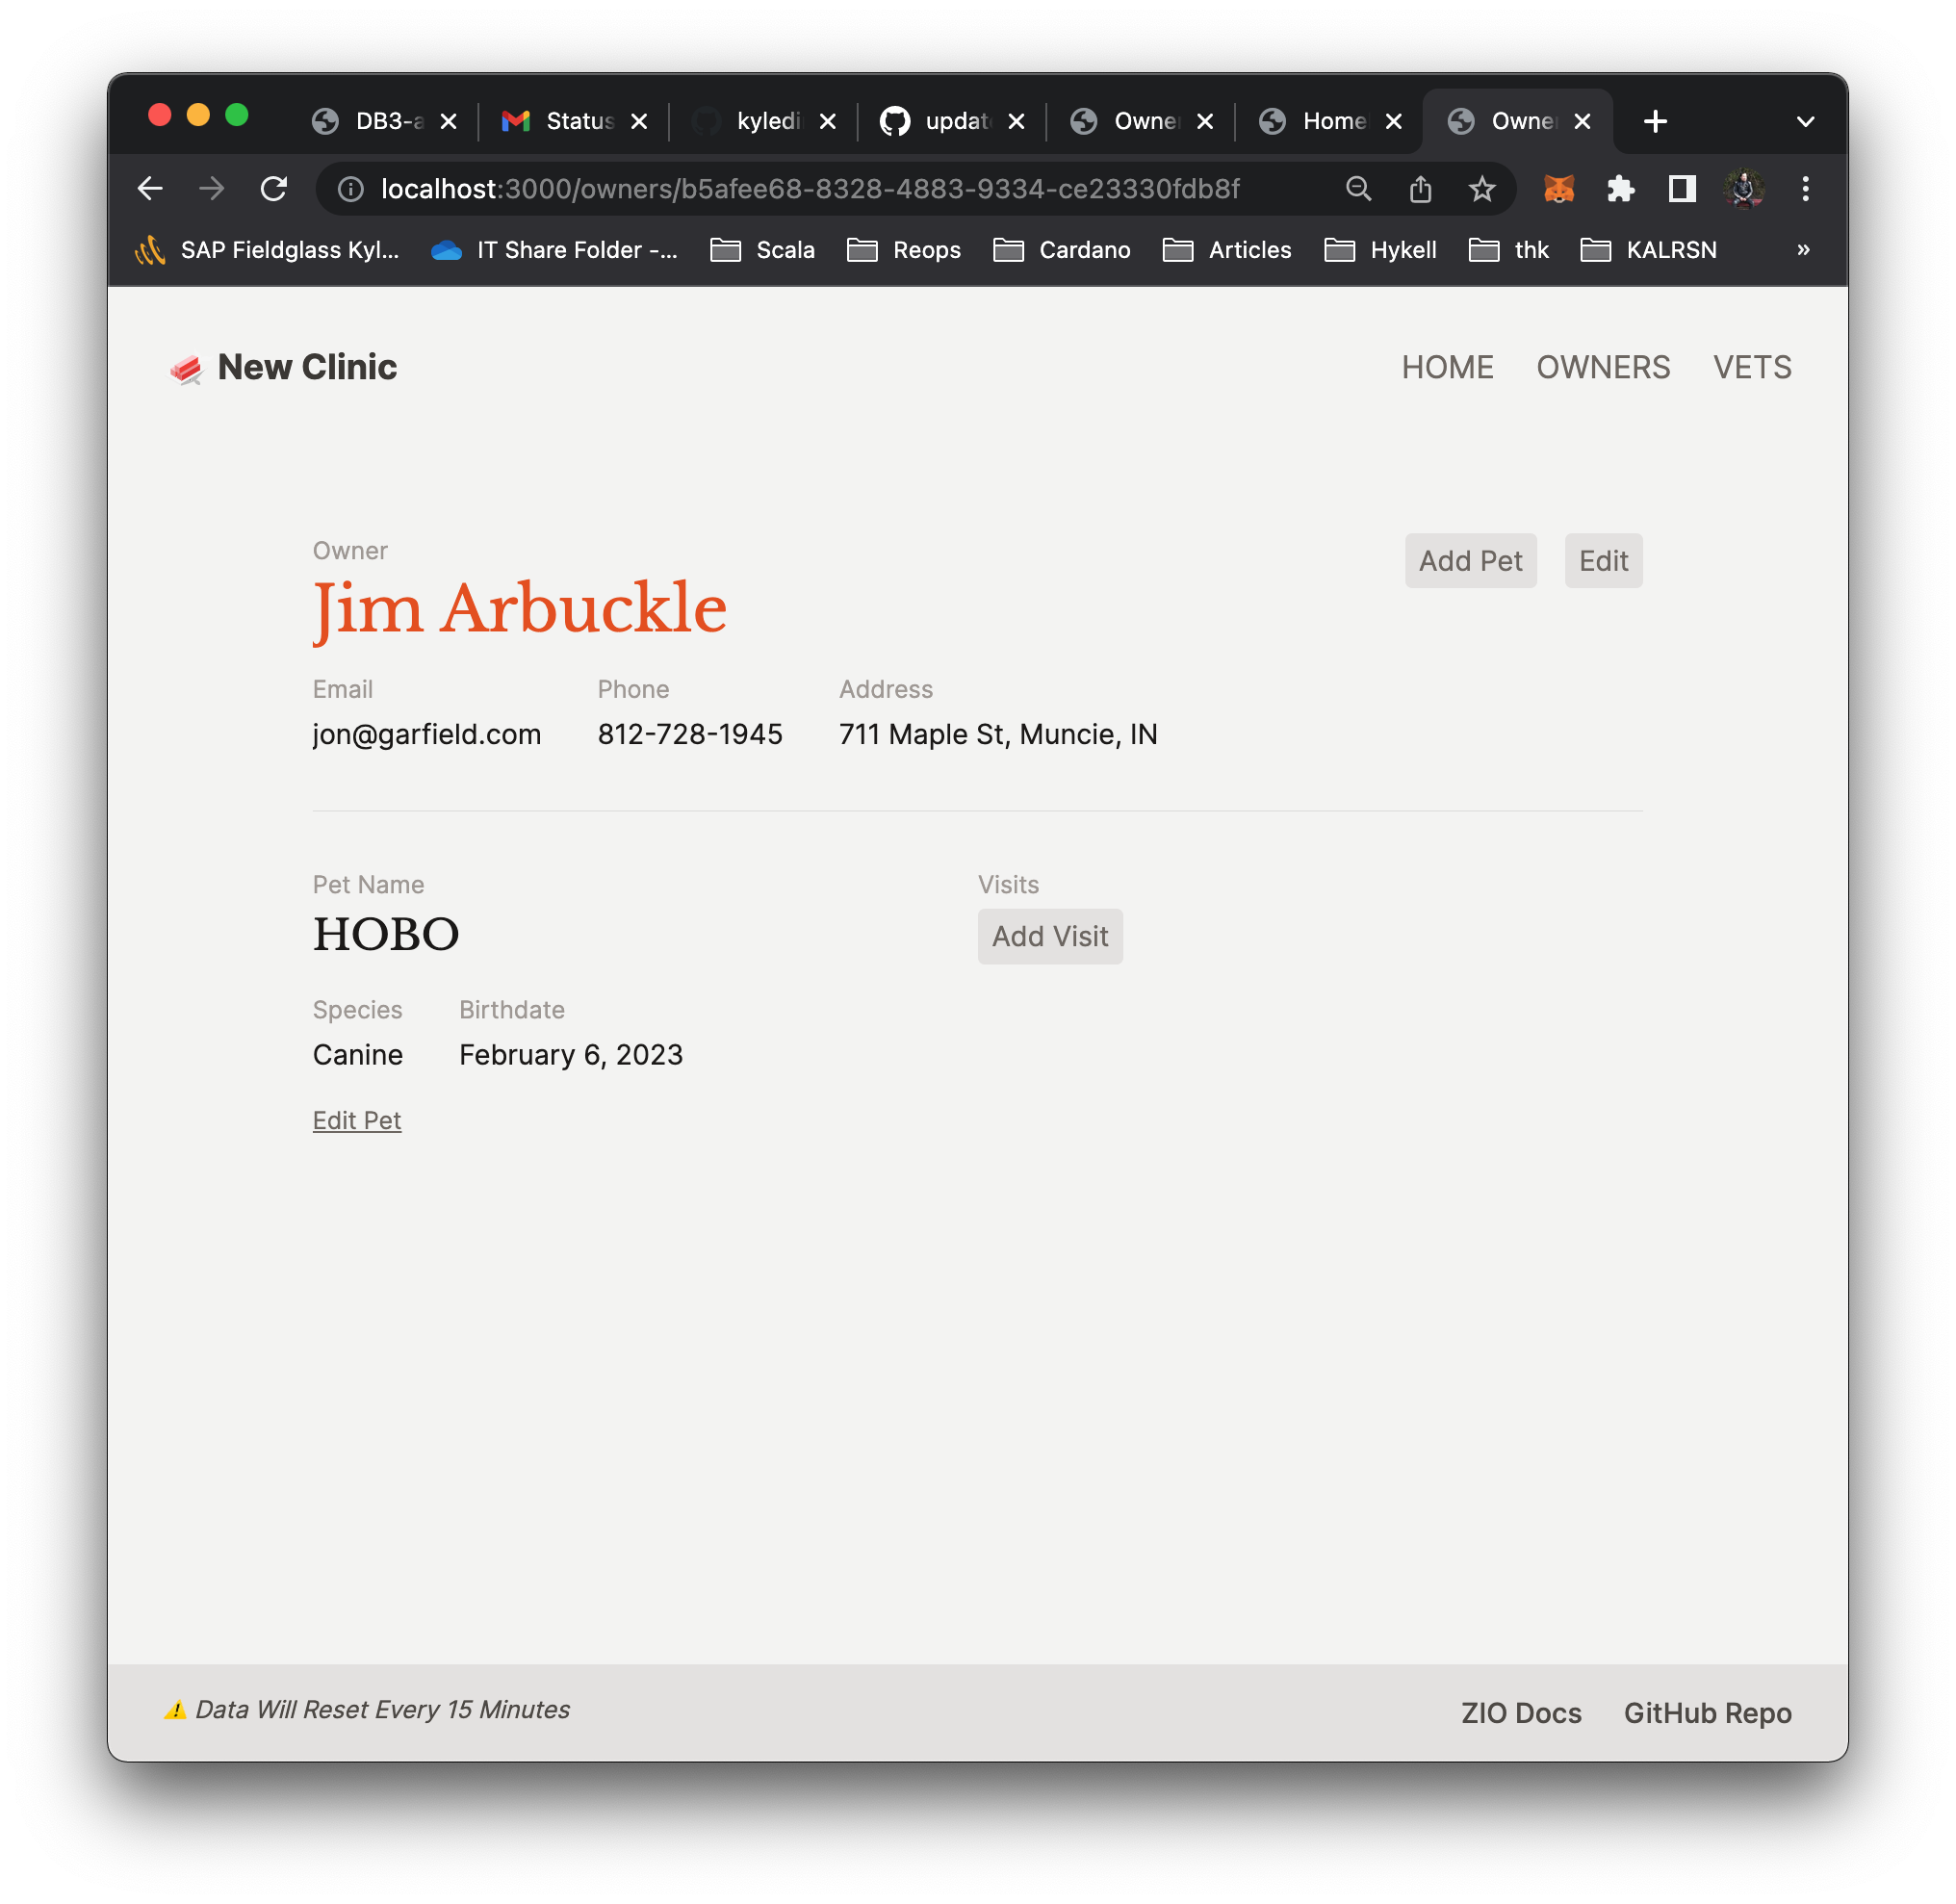 DB3-a Status kyledi updat Owne Home Owne
localhost:3000/owners/b5afee68-8328-4883-9334-ce23330fdb8f
SAP Fieldglass Kyl... IT Share Folder -... Scala Reops Cardano Articles Hykell thk KALRSN »
New Clinic HOME OWNERS VETS
Owner
Add Pet Edit
Jim Arbuckle
Email Phone Address
jon@garfield.com 812-728-1945 711 Maple St, Muncie, IN
Pet Name Visits
HOBO Add Visit
Species Birthdate
Canine February 6, 2023
Edit Pet
Data Will Reset Every 15 Minutes ZIO Docs GitHub Repo